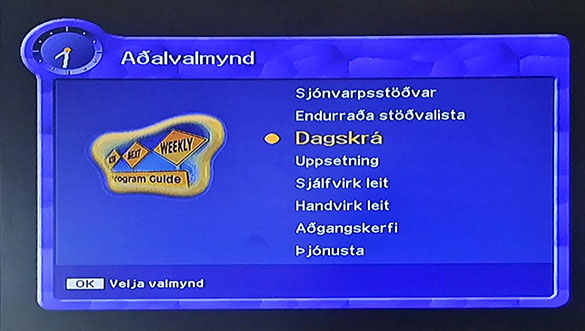 Aðalvalmynd
Sjónvarpsstöðvar
Endurraða stöðvalista
Dagskrá
Uppsetning
Sjálfvirk leit
Handvirk leit
Aðgangskerfi
Þjónusta
NEXT
WEEKLY
Program Guide
OK Velja valmynd